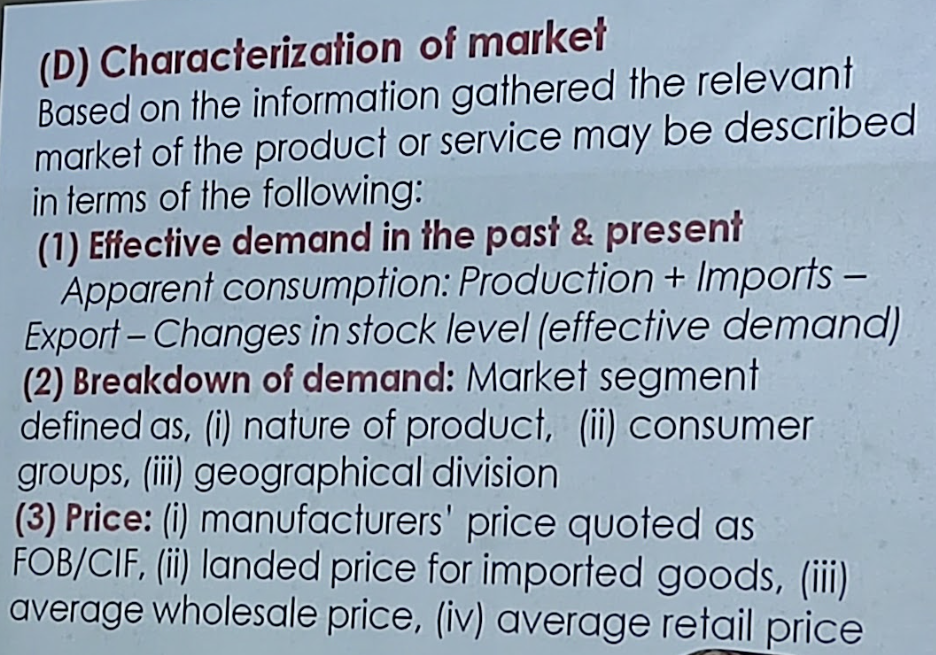 (D) Characterization of market
Based on the information gathered the relevant
market of the product or service may be described
in terms of the following:
(1) Effective demand in the past & present
Apparent consumption: Production + Imports –
Export – Changes in stock level (effective demand)
(2) Breakdown of demand: Market segment
defined as, (i) nature of product, (ii) consumer
groups, (iii) geographical division
(3) Price: (i) manufacturers' price quoted as
FOB/CIF, (ii) landed price for imported goods, (iii)
average wholesale price, (iv) average retail price